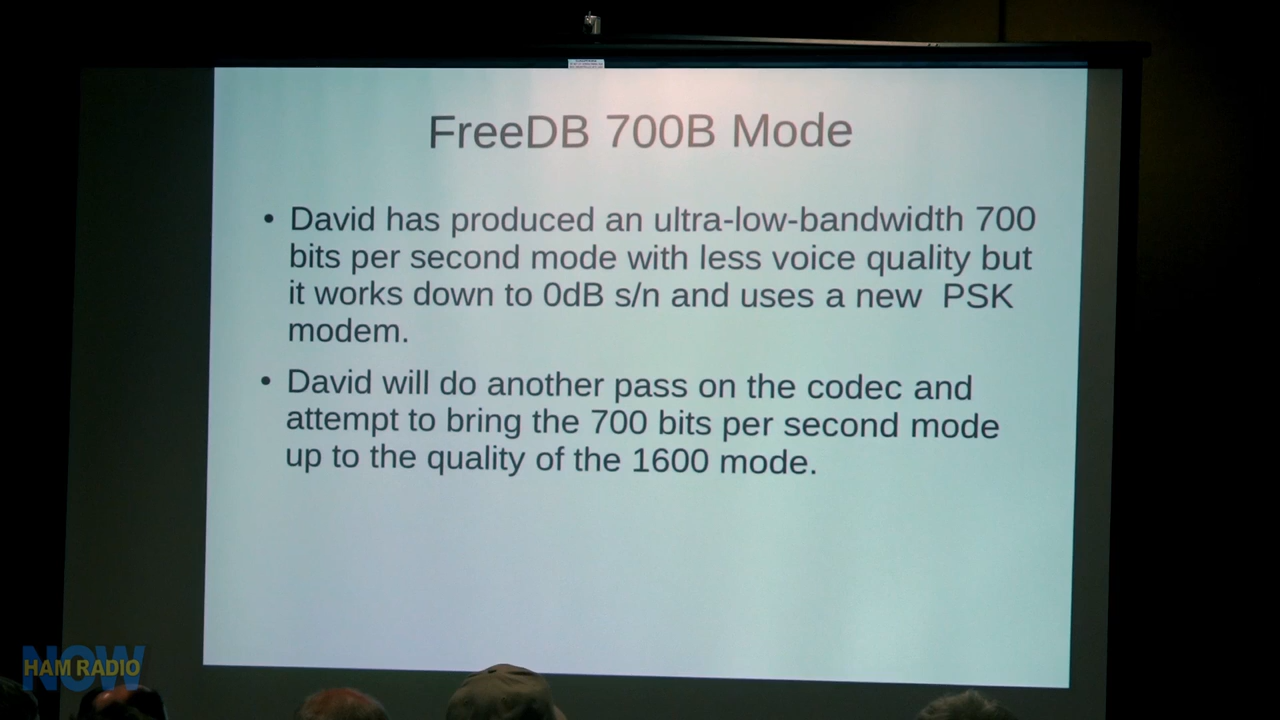 FreeDB 700B Mode
• David has produced an ultra-low-bandwidth 700
bits per second mode with less voice quality but
it works down to 0dB s/n and uses a new  PSK
modem.
• David will do another pass on the codec and
attempt to bring the 700 bits per second mode
up to the quality of the 1600 mode.
NOW
HAM RADIO